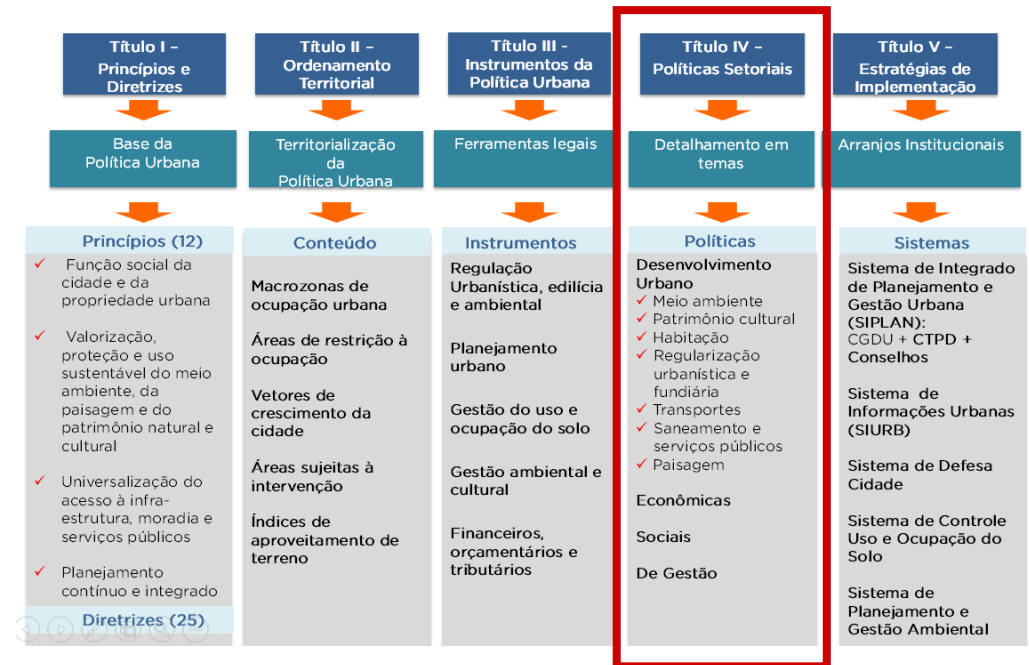 Título I –
Princípios e
Diretrizes
Base da
Política Urbana
Princípios (12)
Função social da
cidade e da
propriedade urbana
Valorização,
proteção e uso
sustentável do meio
ambiente, da
paisagem e do
patrimônio natural e
cultural
Universalização do
acesso à infra-
estrutura, moradia e
serviços públicos
Planejamento
contínuo e integrado
Diretrizes (25)
Título II –
Ordenamento
Territorial
Territorialização
da
Política Urbana
Conteúdo
Macrozonas de
ocupação urbana
Áreas de restrição à
ocupação
Vetores de
crescimento da
cidade
Áreas sujeitas à
intervenção
Índices de
aproveitamento de
terreno
Título III -
Instrumentos da
Política Urbana
Ferramentas legais
Instrumentos
Regulação
Urbanística, edilícia
e ambiental
Planejamento
urbano
Gestão do uso e
ocupação do solo
Gestão ambiental e
cultural
Financeiros,
orçamentários e
tributários
Título IV –
Políticas Setoriais
Detalhamento em
temas
Políticas
Desenvolvimento
Urbano
Meio ambiente
Patrimônio cultural
Habitação
Regularização
urbanística e
fundiária
Transportes
Saneamento e
serviços públicos
Paisagem
Econômicas
Sociais
De Gestão
Título V –
Estratégias de
Implementação
Arranjos Institucionais
Sistemas
Sistema de Integrado
de Planejamento e
Gestão Urbana
(SIPLAN):
CGDU + CTPD +
Conselhos
Sistema de
Informações Urbanas
(SIURB)
Sistema de Defesa
Cidade
Sistema de Controle
Uso e Ocupação do
Solo
Sistema de
Planejamento e
Gestão Ambiental